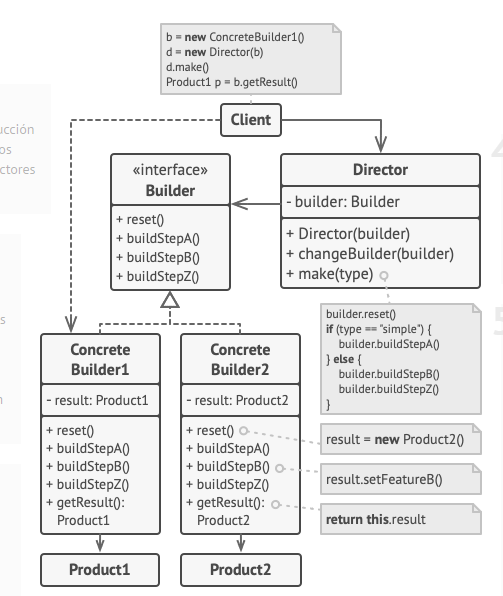 b = new ConcreteBuilder1()
d = new Director(b)
d.make()
Product1 p = b.getResult()
Client
ucción
os
ctores
«interface»
Builder
+ reset()
+ buildStepA()
+ buildStepB()
+ buildStepZ()
Director
- builder: Builder
+ Director(builder)
+ changeBuilder(builder)
+ make(type)
builder.reset()
if (type == "simple") {
builder.buildStepA()
} else {
builder.buildStepB()
builder.buildStepZ()
}
s
n
Concrete
Builder1
- result: Product1
+ reset()
+ buildStepA()
+ buildStepB()
+ buildStepZ()
+ getResult():
Product1
Concrete
Builder2
- result: Product2
+ reset()
+ buildStepA()
+ buildStepB()
+ buildStepZ()
+ getResult():
Product2
result = new Product2()
result.setFeatureB()
return this.result
Product1
Product2